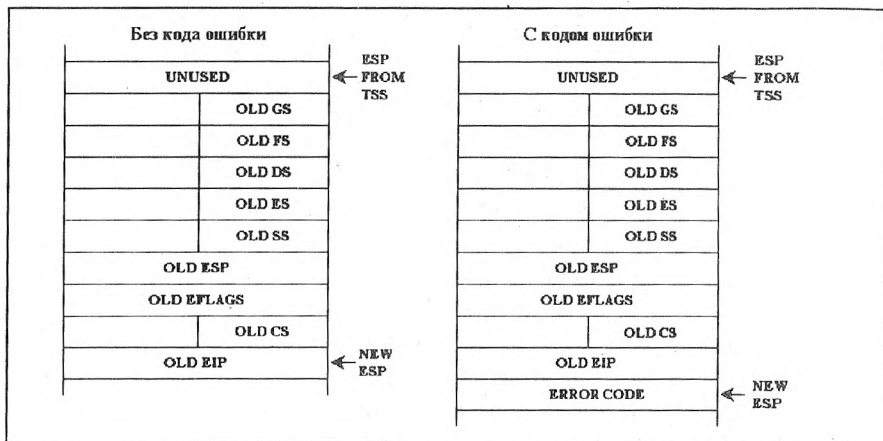 Без кода ошибки
UNUSED
ESP
FROM
TSS
OLD GS
OLD FS
OLD DS
OLD ES
OLD SS
OLD ESP
OLD EFLAGS
OLD CS
OLD EIP
NEW
ESP
С кодом ошибки
UNUSED
ESP
FROM
TSS
OLD GS
OLD FS
OLD DS
OLD ES
OLD SS
OLD ESP
OLD EFLAGS
OLD CS
OLD EIP
ERROR CODE
NEW
ESP